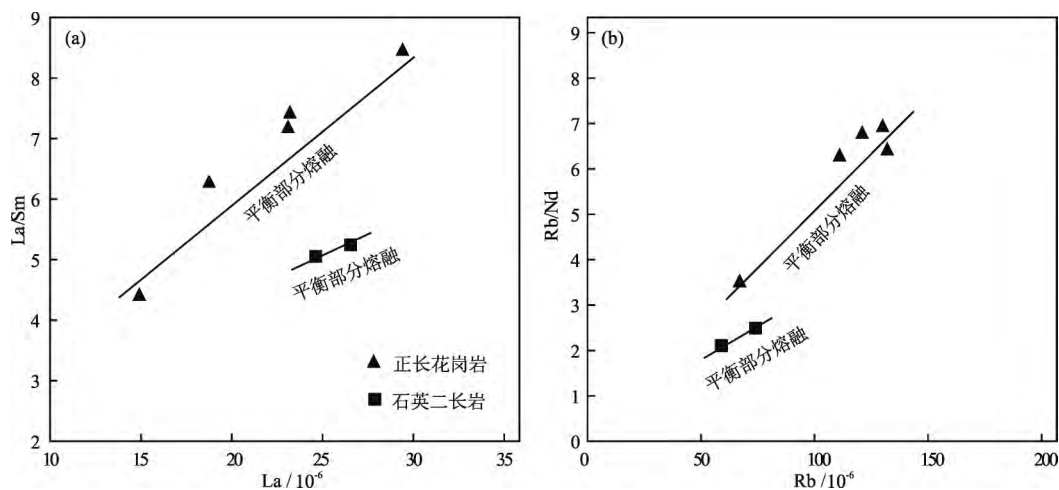 (a)
9
8
7
6
5
4
3
2
La/Sm
10
15
20
25
30
35
La / 10⁻⁶
平衡部分熔融
平衡部分熔融
▲ 正长花岗岩
■ 石英二长岩
(b)
9
8
7
6
5
4
3
2
1
0
Rb/Nd
0
50
100
150
200
Rb /10⁻⁶
平衡部分熔融
平衡部分熔融